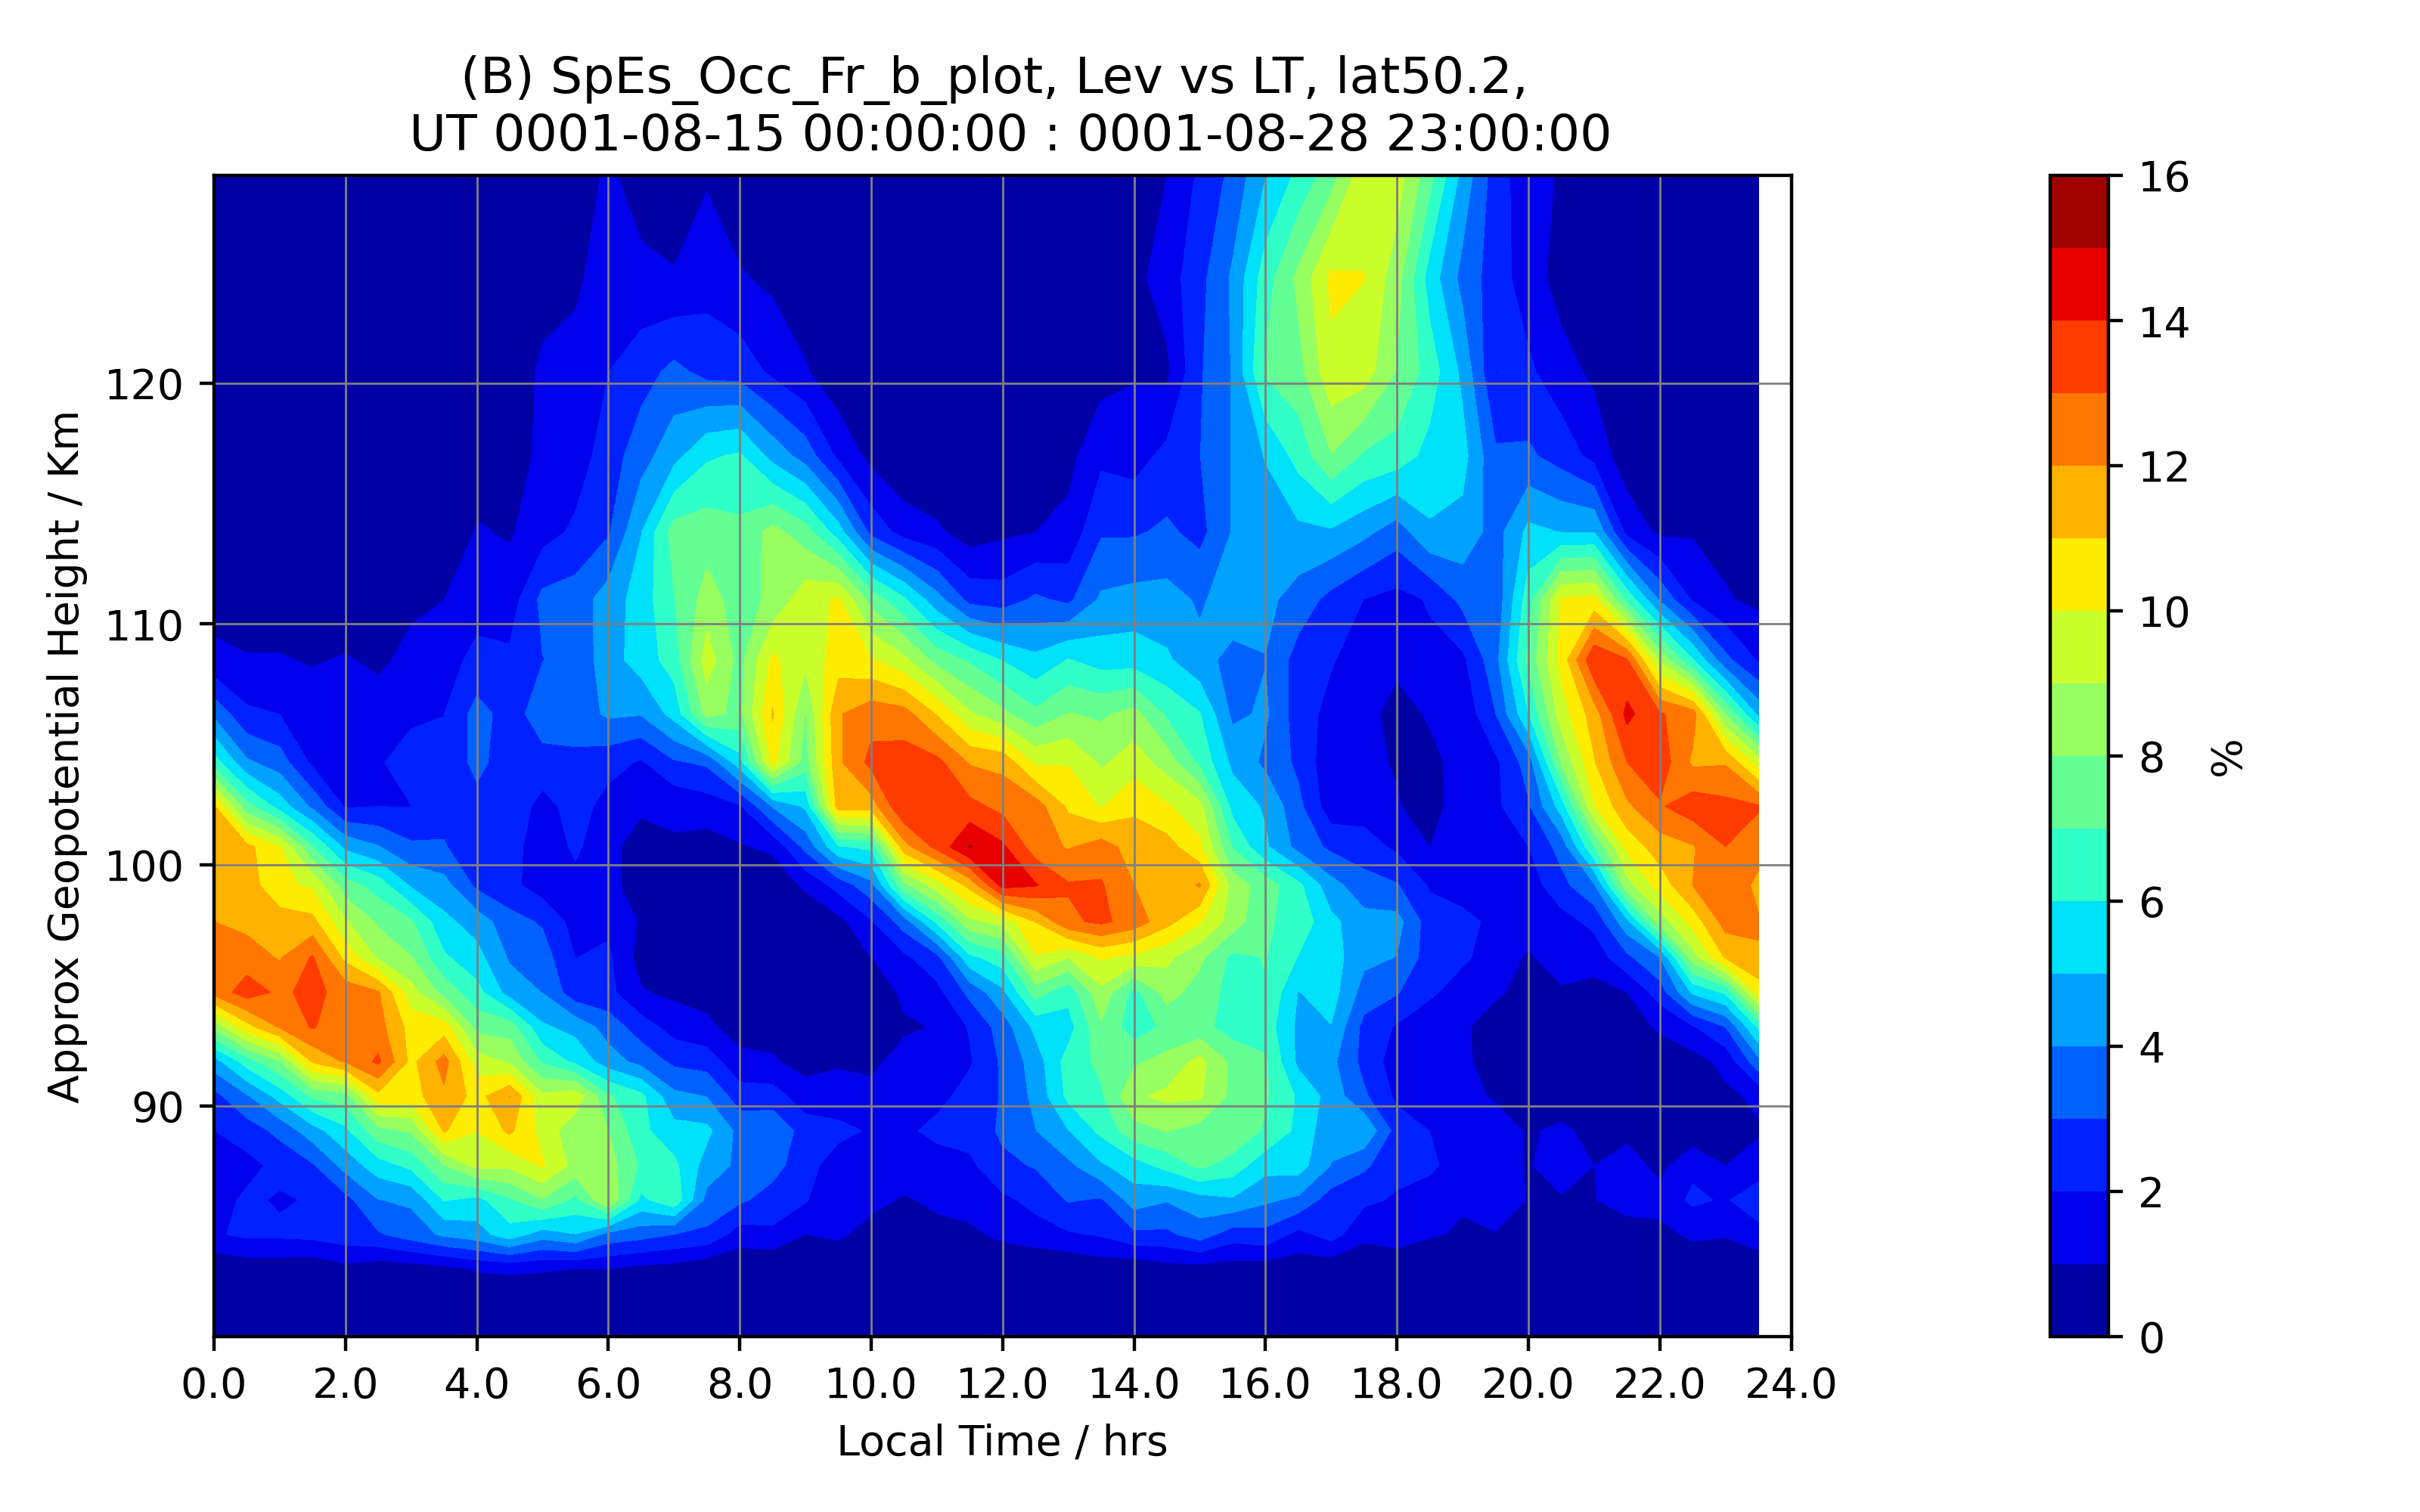 (B) SpEs_Occ_Fr_b_plot, Lev vs LT, lat50.2,
UT 0001-08-15 00:00:00 : 0001-08-28 23:00:00
Approx Geopotential Height / Km
120
110
100
90
0.0 2.0 4.0 6.0 8.0 10.0 12.0 14.0 16.0 18.0 20.0 22.0 24.0
Local Time / hrs
16
14
12
10
8
6
4
2
0
%